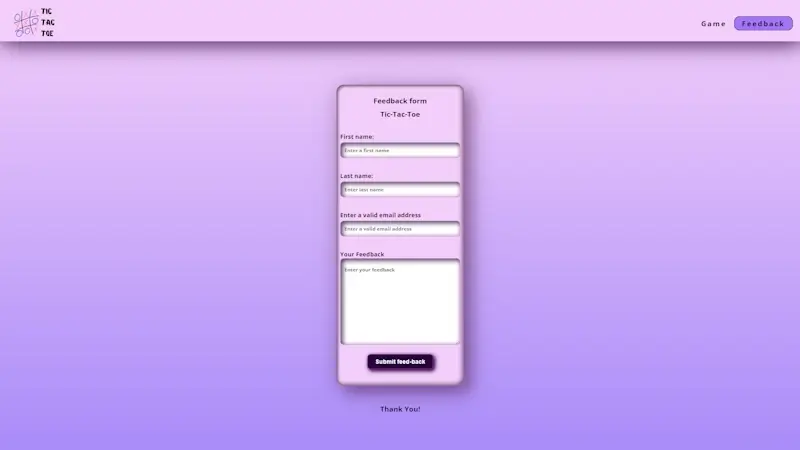 TIC
TAC
TOE
Game
Feedback
Feedback form
Tic-Tac-Toe
First name:
Enter a first name
Last name:
Enter last name
Enter a valid email address
Enter a valid email address
Your Feedback
Enter your feedback
Submit feed-back
Thank You!